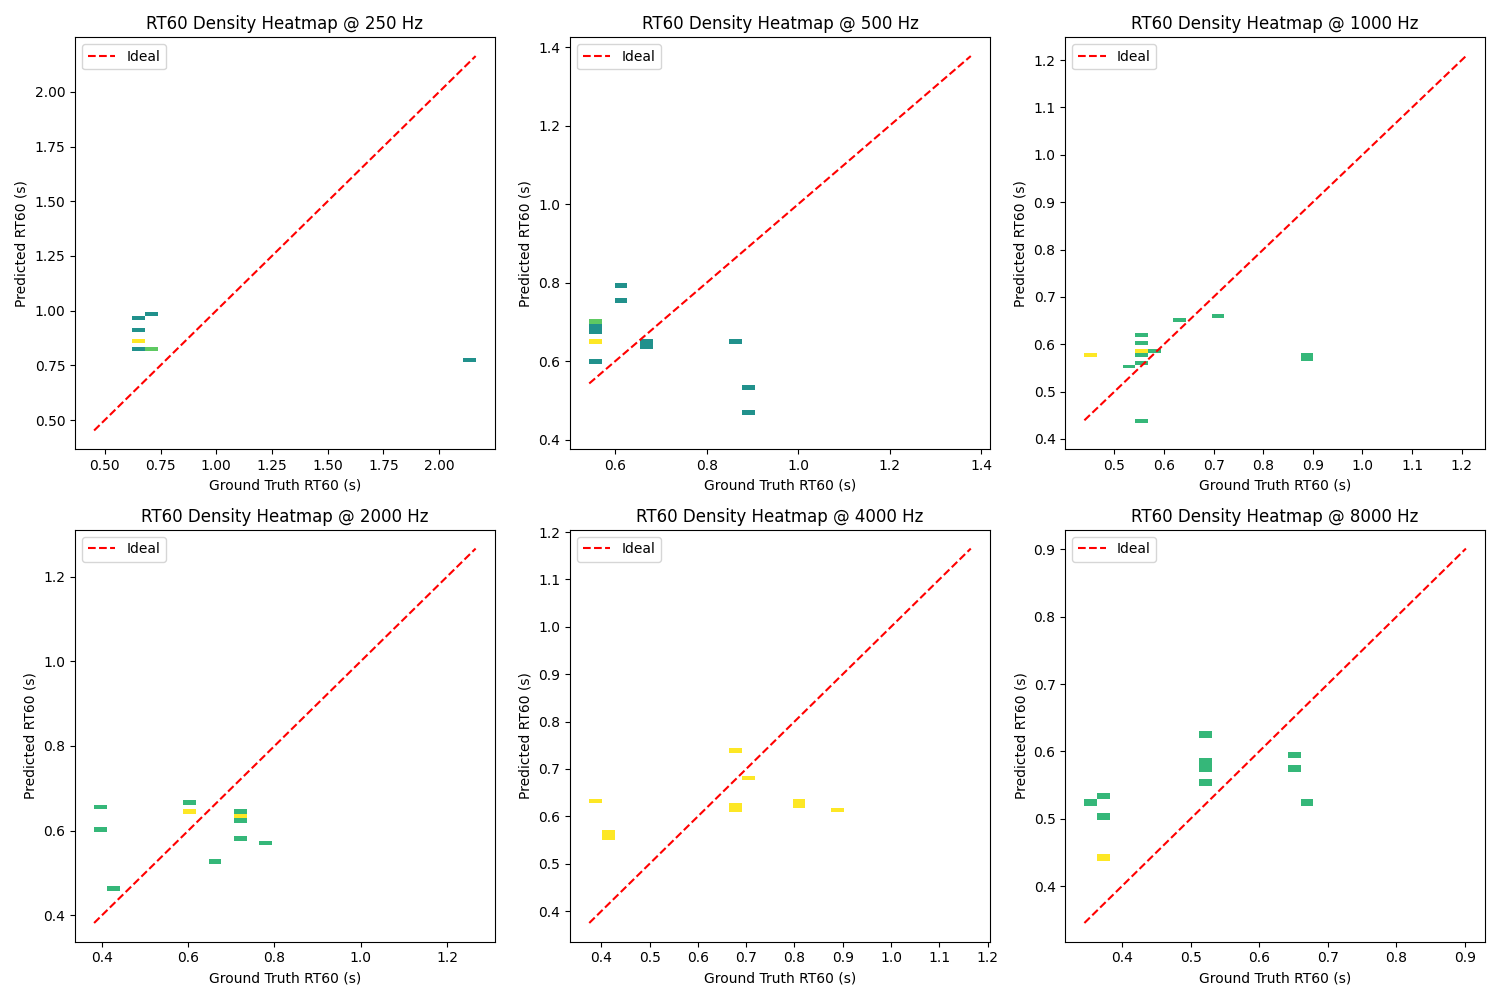 RT60 Density Heatmap @ 250 Hz
Ideal
2.00
1.75
1.50
1.25
1.00
0.75
0.50
Predicted RT60 (s)
0.50 0.75 1.00 1.25 1.50 1.75 2.00
Ground Truth RT60 (s)
RT60 Density Heatmap @ 500 Hz
Ideal
1.4
1.2
1.0
0.8
0.6
0.4
Predicted RT60 (s)
0.6 0.8 1.0 1.2 1.4
Ground Truth RT60 (s)
RT60 Density Heatmap @ 1000 Hz
Ideal
1.2
1.1
1.0
0.9
0.8
0.7
0.6
0.5
0.4
Predicted RT60 (s)
0.5 0.6 0.7 0.8 0.9 1.0 1.1 1.2
Ground Truth RT60 (s)
RT60 Density Heatmap @ 2000 Hz
Ideal
1.2
1.0
0.8
0.6
0.4
Predicted RT60 (s)
0.4 0.6 0.8 1.0 1.2
Ground Truth RT60 (s)
RT60 Density Heatmap @ 4000 Hz
Ideal
1.2
1.1
1.0
0.9
0.8
0.7
0.6
0.5
0.4
Predicted RT60 (s)
0.4 0.5 0.6 0.7 0.8 0.9 1.0 1.1 1.2
Ground Truth RT60 (s)
RT60 Density Heatmap @ 8000 Hz
Ideal
0.9
0.8
0.7
0.6
0.5
0.4
Predicted RT60 (s)
0.4 0.5 0.6 0.7 0.8 0.9
Ground Truth RT60 (s)